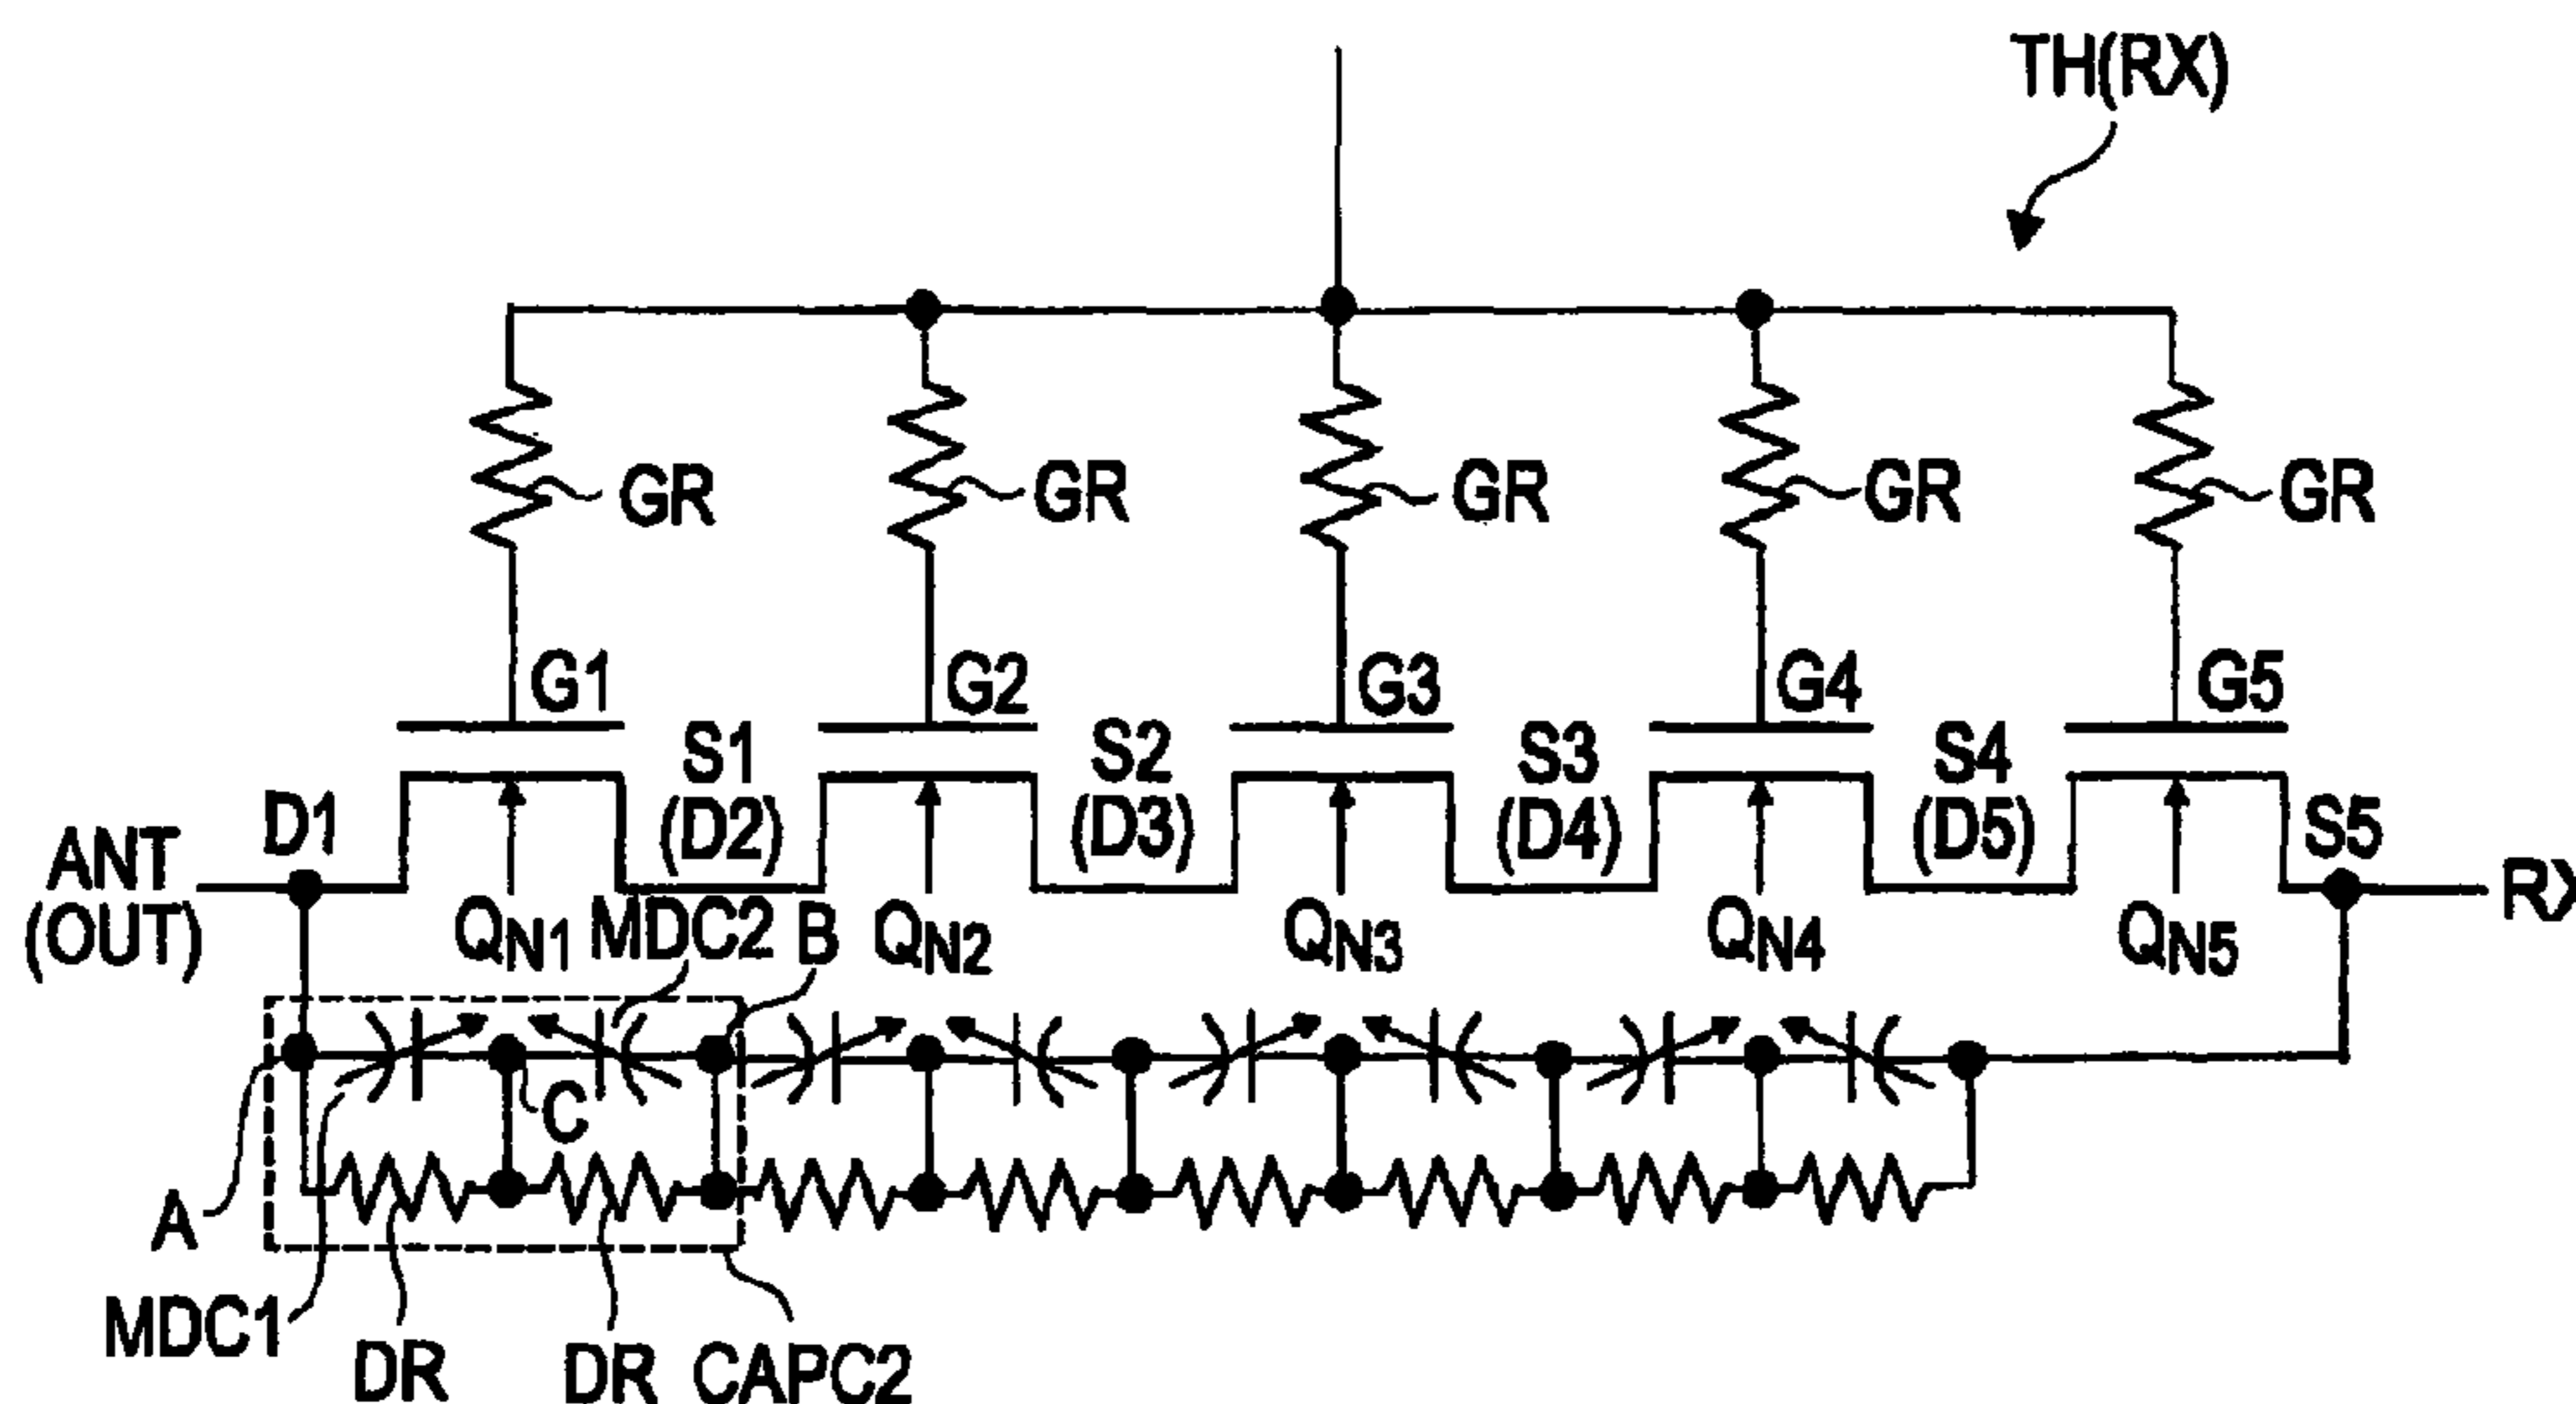 TH(RX)
GR GR GR GR GR
G1 G2 G3 G4 G5
S1 S2 S3 S4
(D2) (D3) (D4) (D5)
D1 S5
ANT
(OUT)
RX
QN1 MDC2 B QN2 QN3 QN4 QN5
C
A
MDC1
DR DR CAPC2